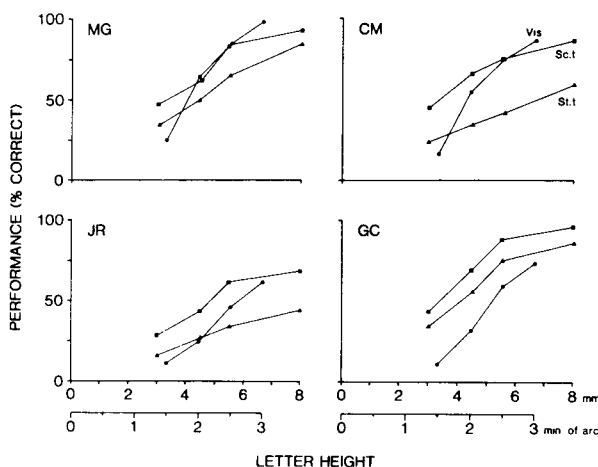 MG
CM
100
50
0
PERFORMANCE (% CORRECT)
Vis
Sc.t
St.t
JR
GC
100
50
0
0 2 4 6 8
0 2 4 6 8 mm
0 1 2 3
0 1 2 3 min of arc
LETTER HEIGHT